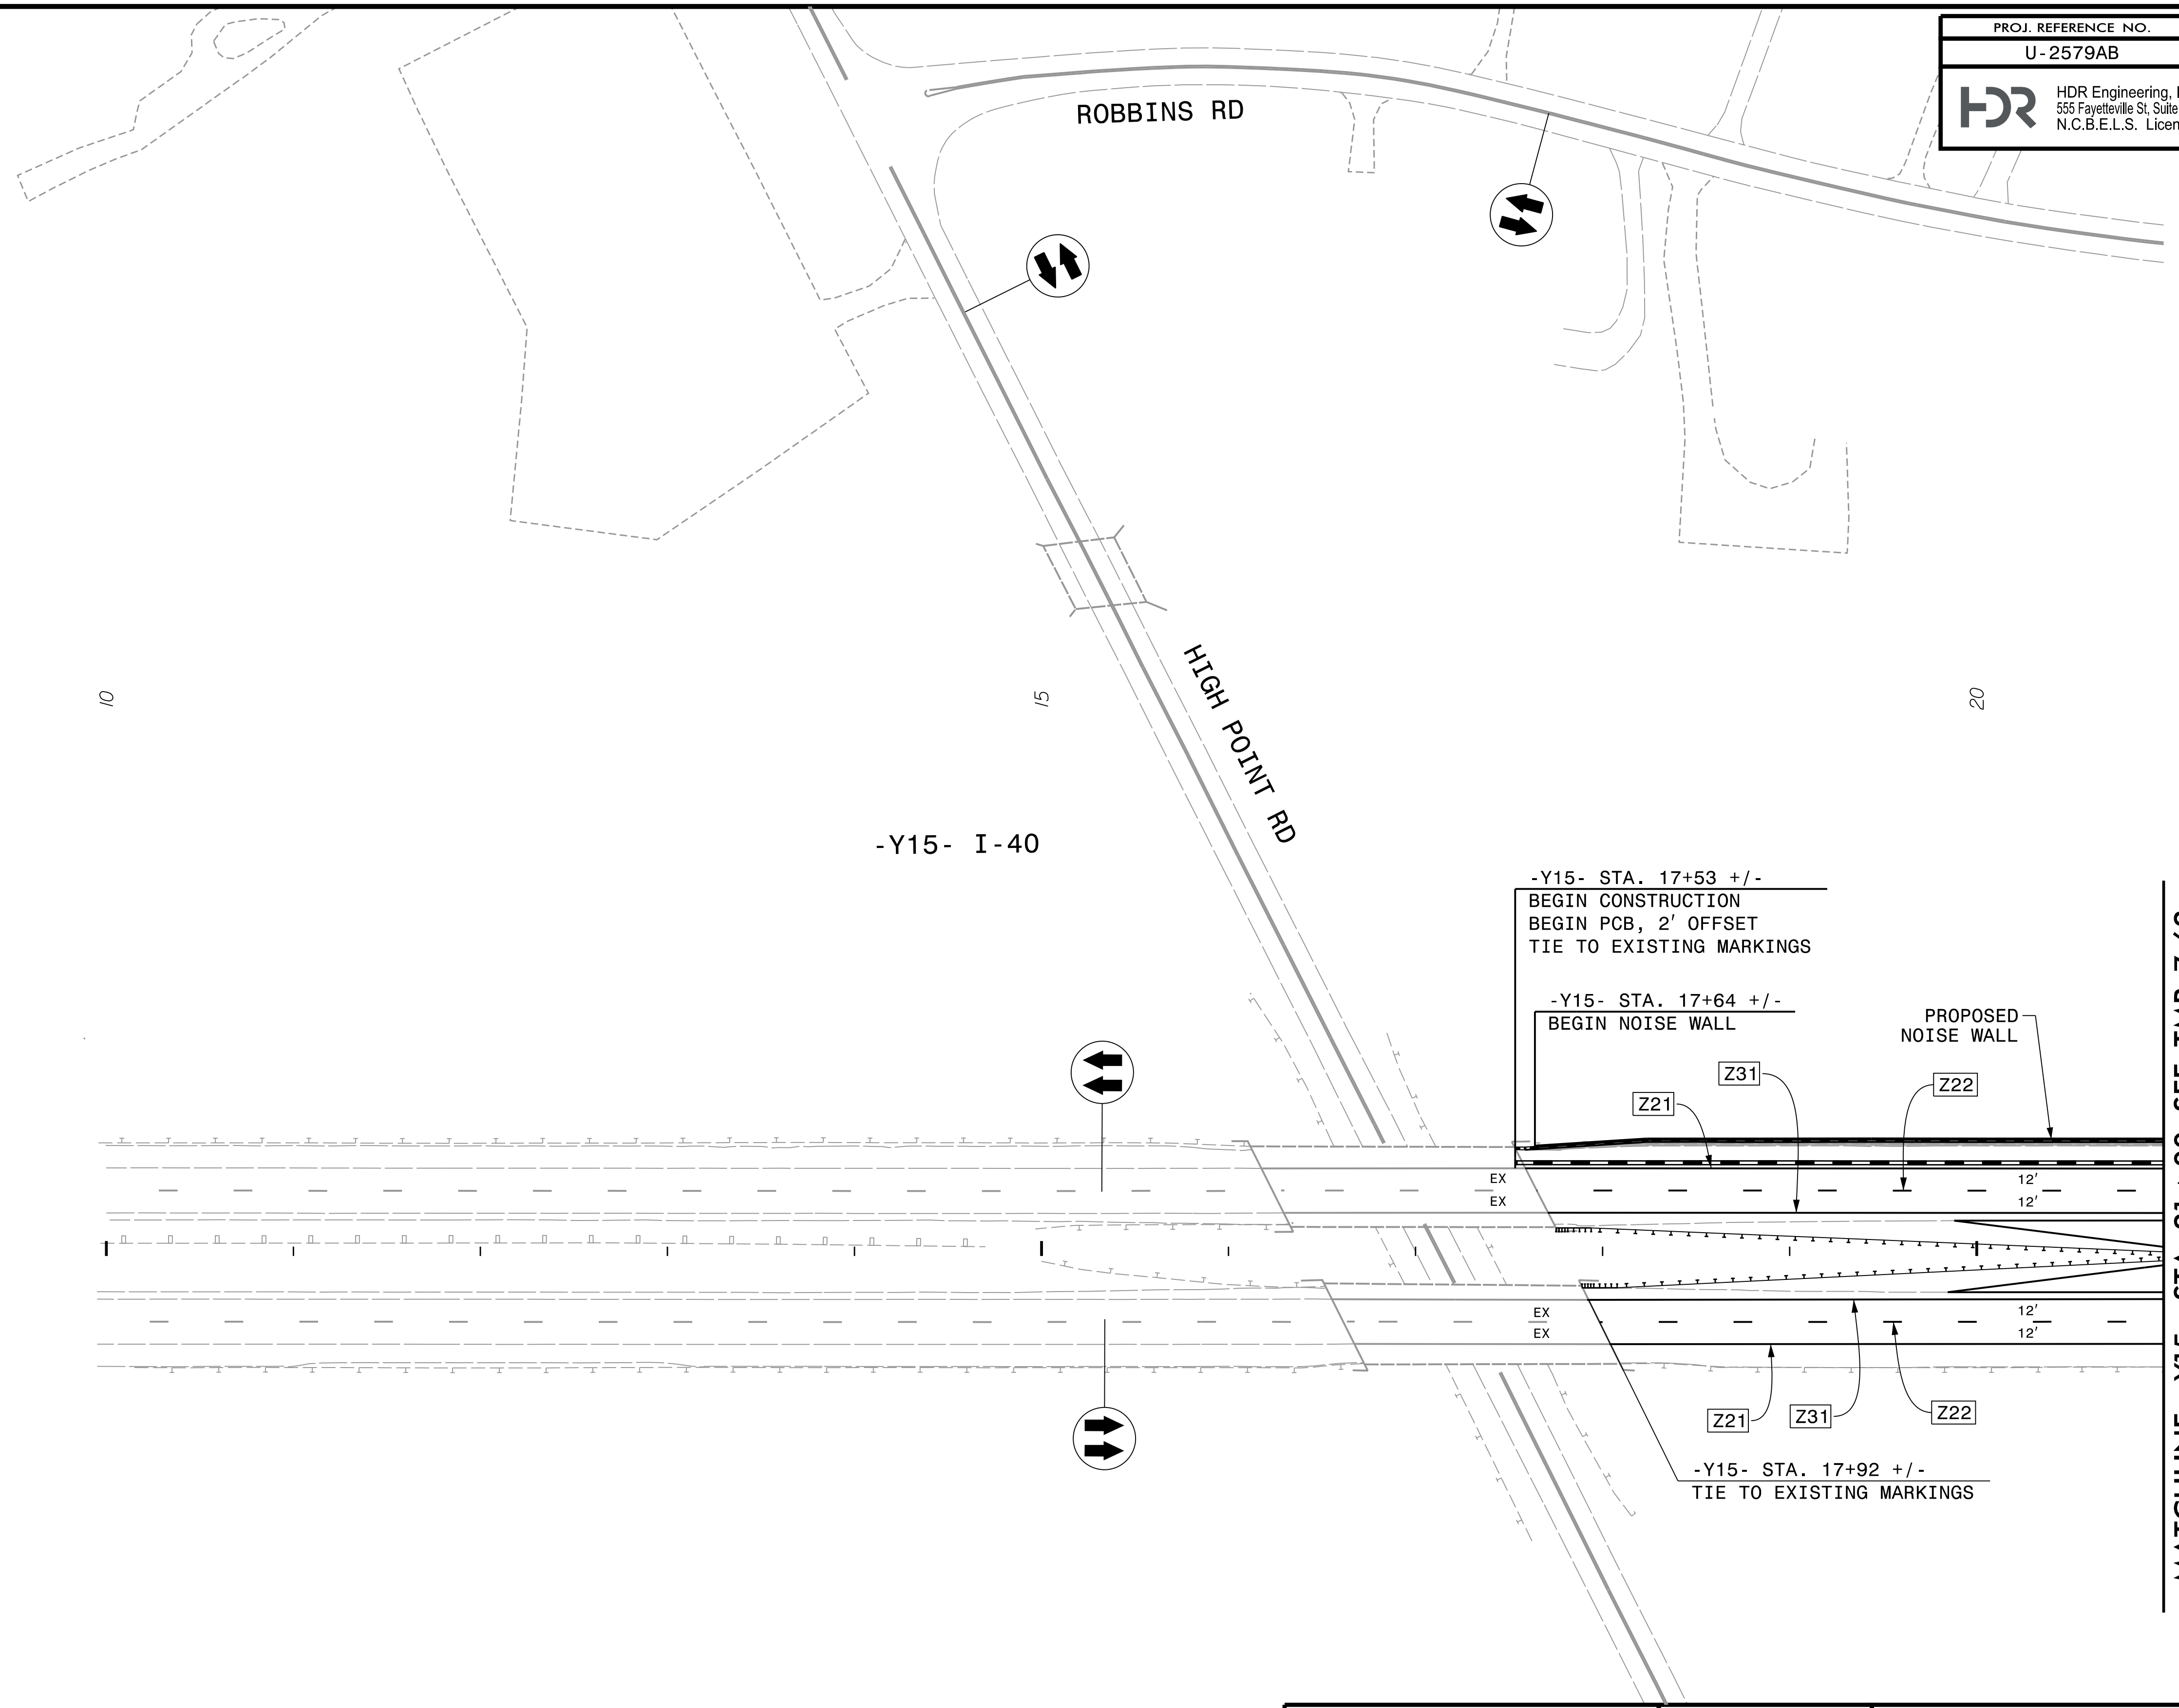 PROJ. REFERENCE NO.
U-2579AB
HDR
HDR Engineering,
555 Fayetteville St, Suite
N.C.B.E.L.S.
ROBBINS RD
HIGH POINT RD
10
15
20
-Y15- I-40
-Y15- STA. 17+53 +/-
BEGIN CONSTRUCTION
BEGIN PCB, 2' OFFSET
TIE TO EXISTING MARKINGS
-Y15- STA. 17+64 +/-
BEGIN NOISE WALL
PROPOSED
NOISE WALL
Z31
Z22
Z21
EX
12'
EX
12'
EX
12'
EX
12'
Z21
Z31
Z22
-Y15- STA. 17+92 +/-
TIE TO EXISTING MARKINGS